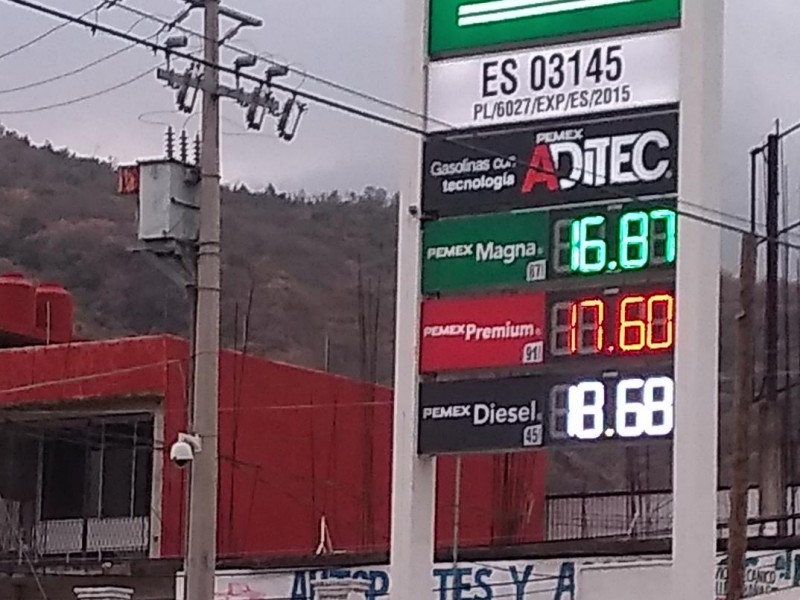 ES 03145
PL/6027/EXP/ES/2015
PEMEX
Gasolinas con ADiTEC
tecnología
PEMEX Magna 87 16.87
PEMEX Premium 91 17.60
PEMEX Diesel 45 18.68
TES Y A